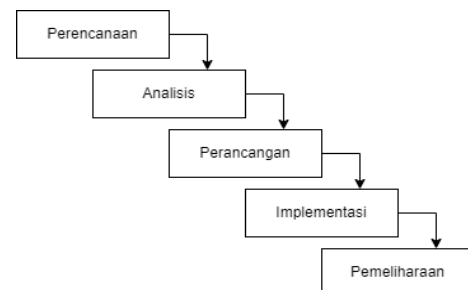 Perencanaan
Analisis
Perancangan
Implementasi
Pemeliharaan